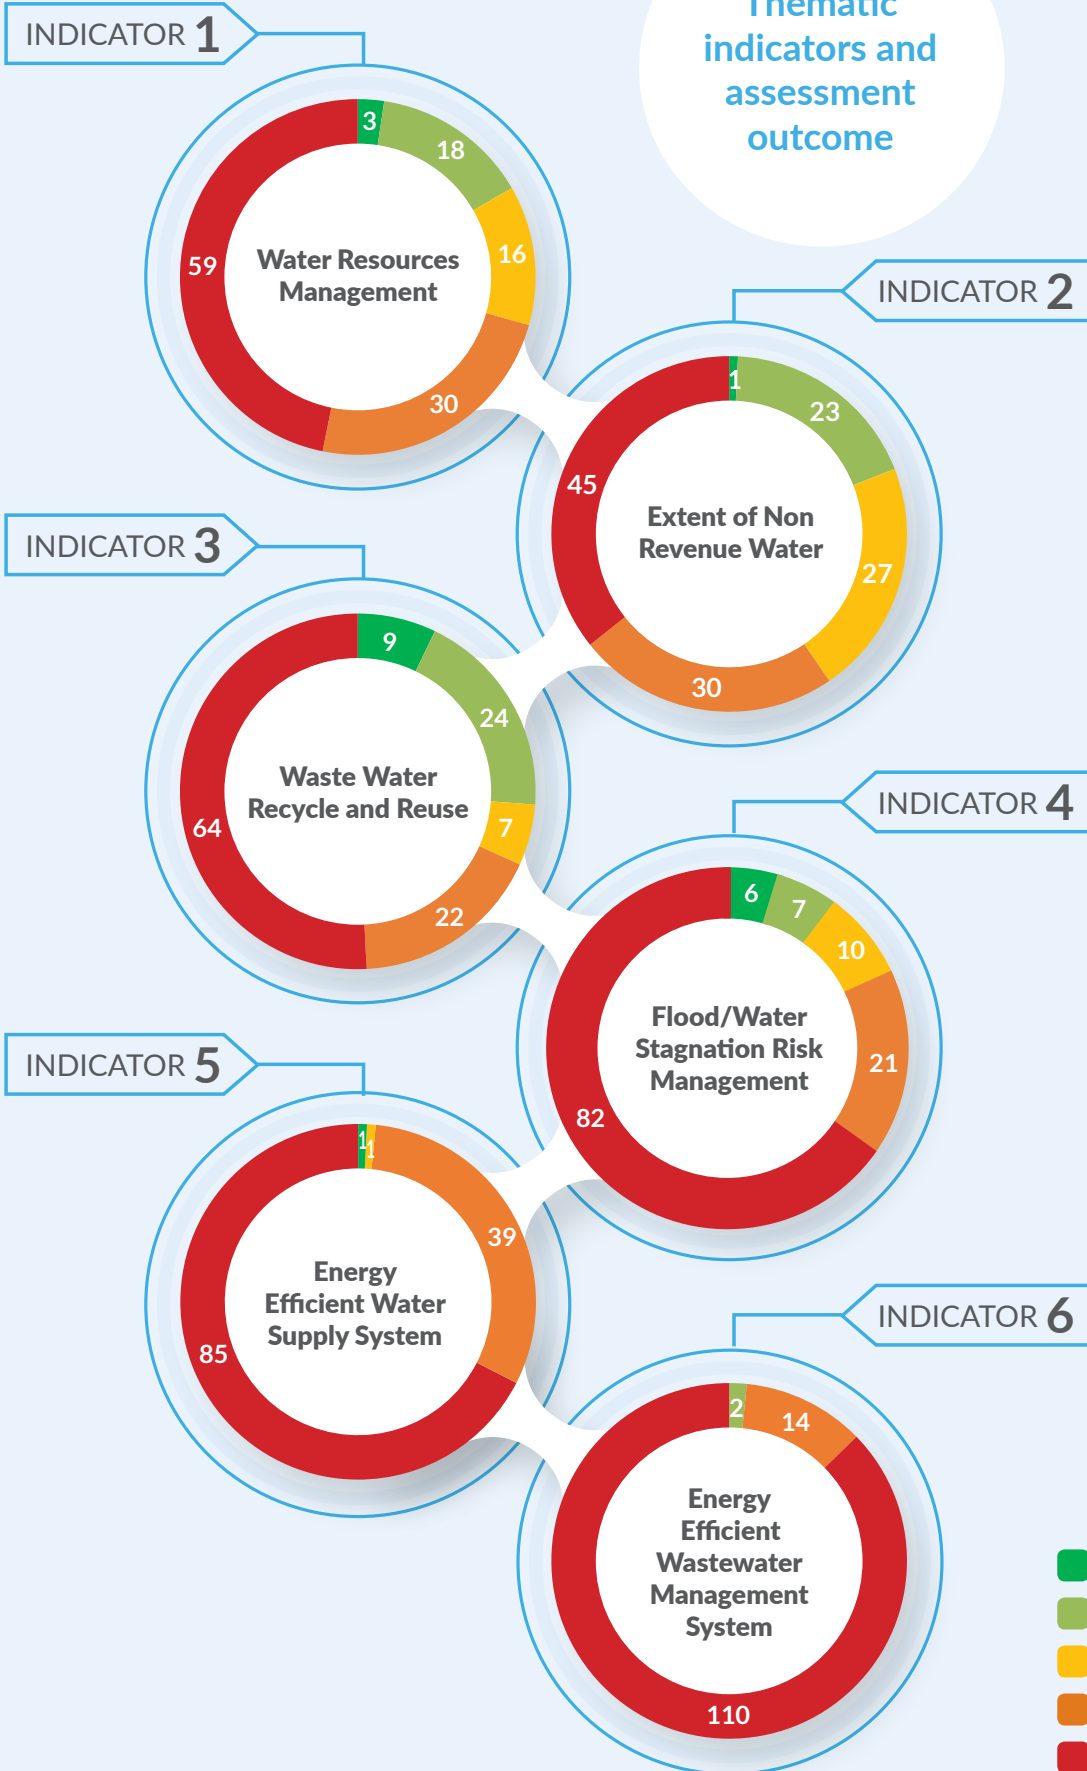 Thematic
indicators and
assessment
outcome
INDICATOR 1
3
18
16
30
59
Water Resources
Management
INDICATOR 2
1
23
27
30
45
Extent of Non
Revenue Water
INDICATOR 3
9
24
7
22
64
Waste Water
Recycle and Reuse
INDICATOR 4
6
7
10
21
82
Flood/Water
Stagnation Risk
Management
INDICATOR 5
1
1
39
85
Energy
Efficient Water
Supply System
INDICATOR 6
2
14
110
Energy
Efficient
Wastewater
Management
System